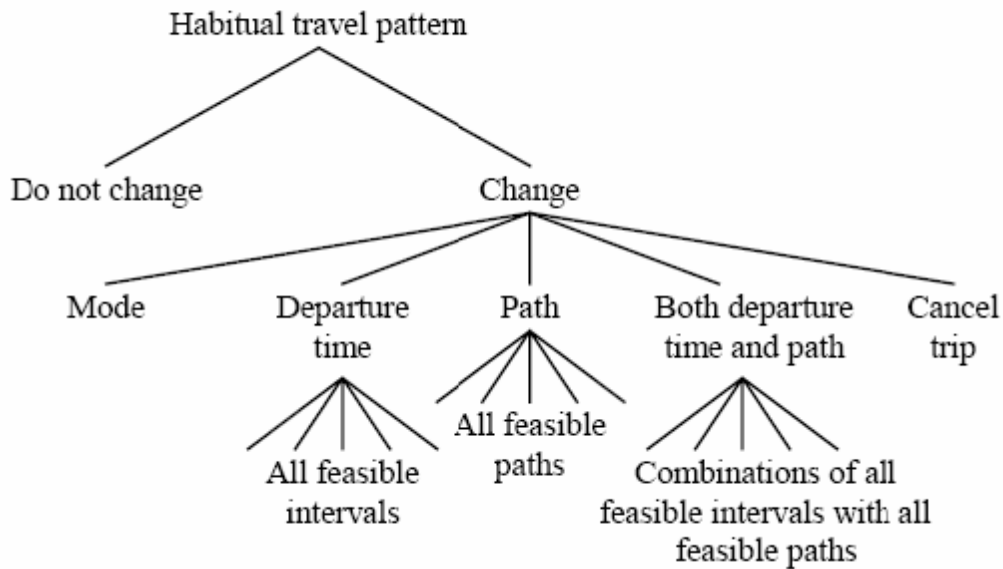 Habitual travel pattern
Do not change
Change
Mode
Departure
time
Path
Both departure
time and path
Cancel
trip
All feasible
intervals
All feasible
paths
Combinations of all
feasible intervals with all
feasible paths